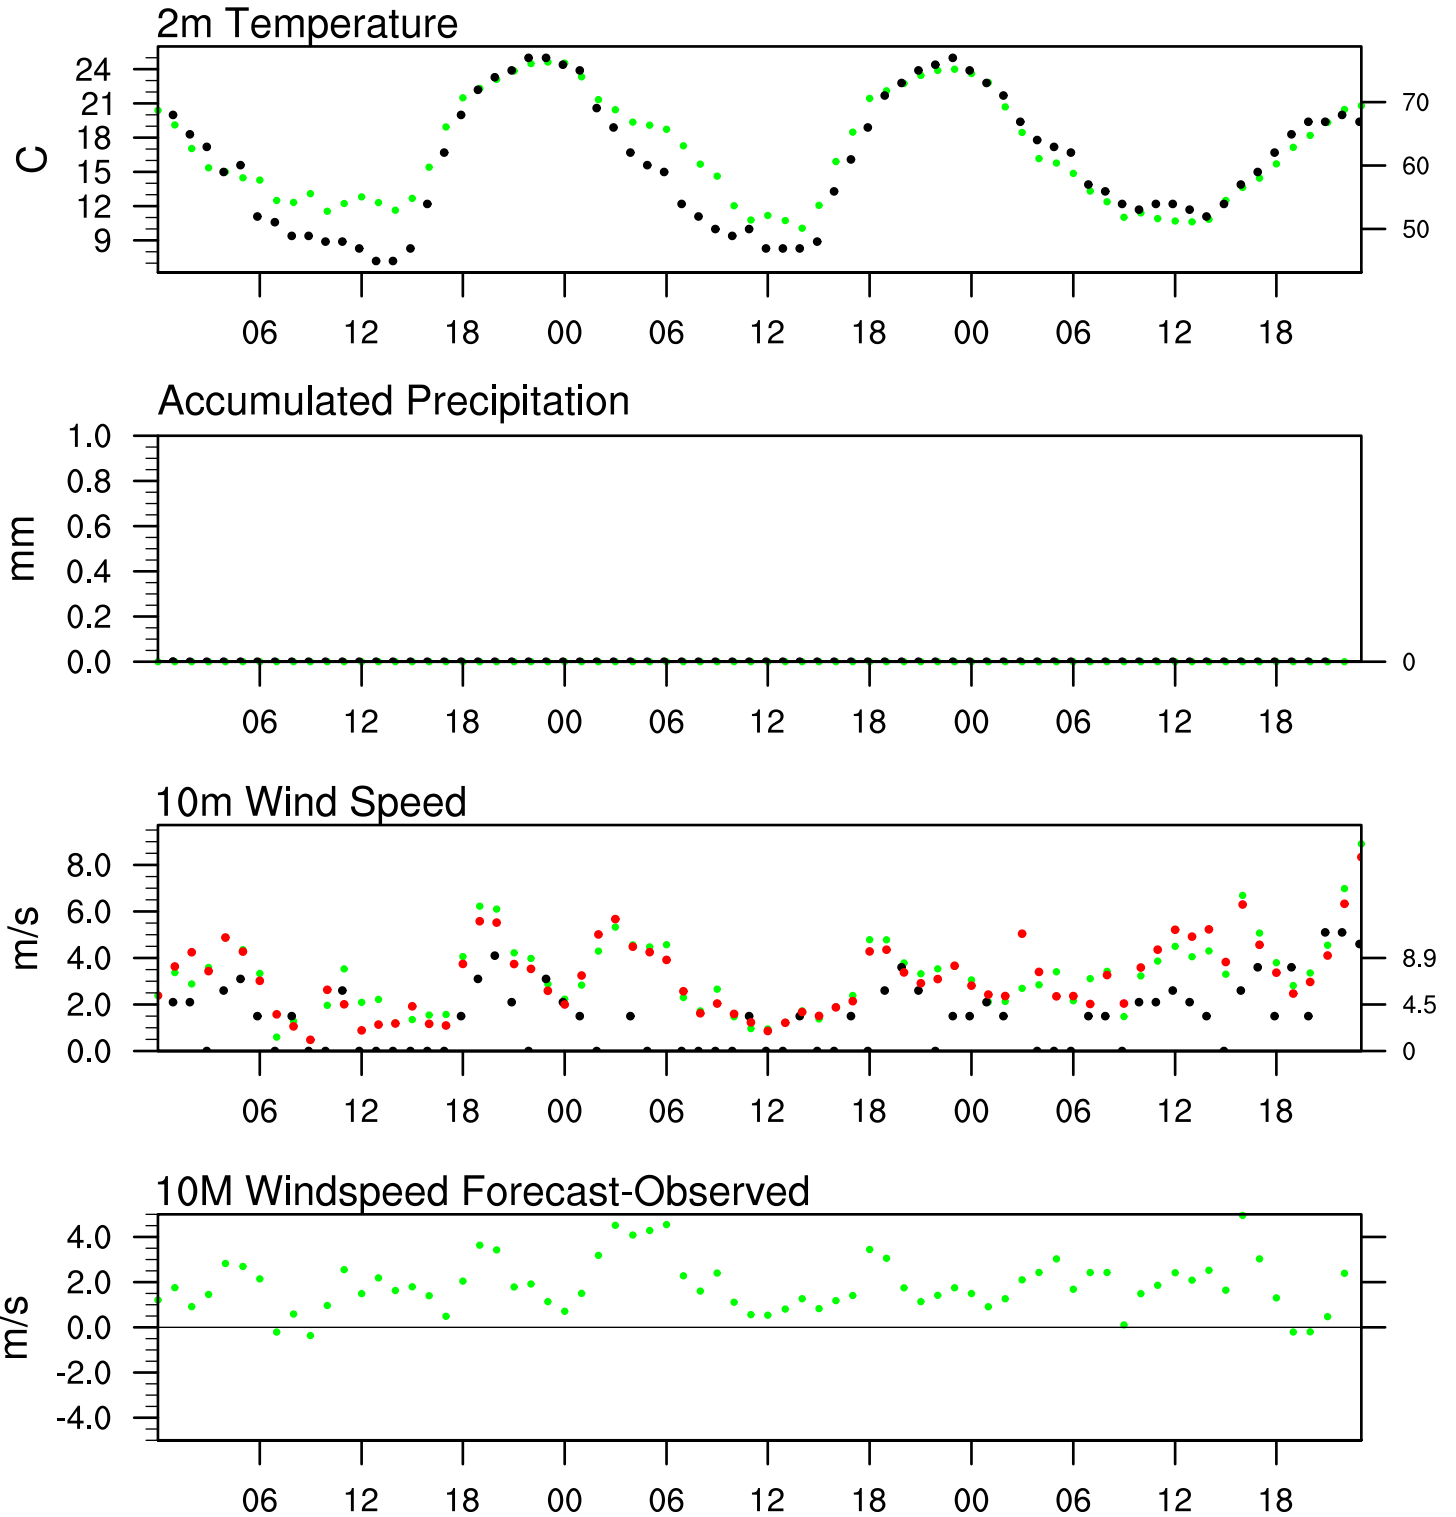 2m Temperature
24
21
18
15
12
9
C
70
60
50
06 12 18 00 06 12 18 00 06 12 18
Accumulated Precipitation
1.0
0.8
0.6
0.4
0.2
0.0
mm
0
06 12 18 00 06 12 18 00 06 12 18
10m Wind Speed
8.0
6.0
4.0
2.0
0.0
m/s
8.9
4.5
0
06 12 18 00 06 12 18 00 06 12 18
10M Windspeed Forecast-Observed
4.0
2.0
0.0
-2.0
-4.0
m/s
06 12 18 00 06 12 18 00 06 12 18